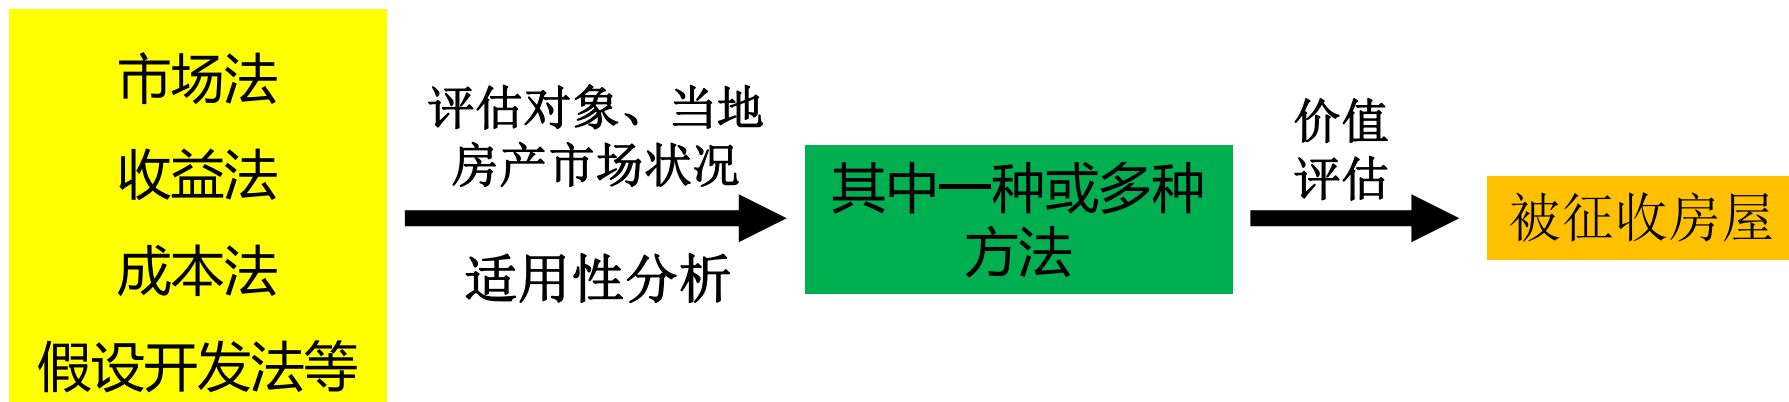 市场法
收益法
成本法
假设开发法等
评估对象、当地
房产市场状况
适用性分析
其中一种或多种
方法
价值
评估
被征收房屋